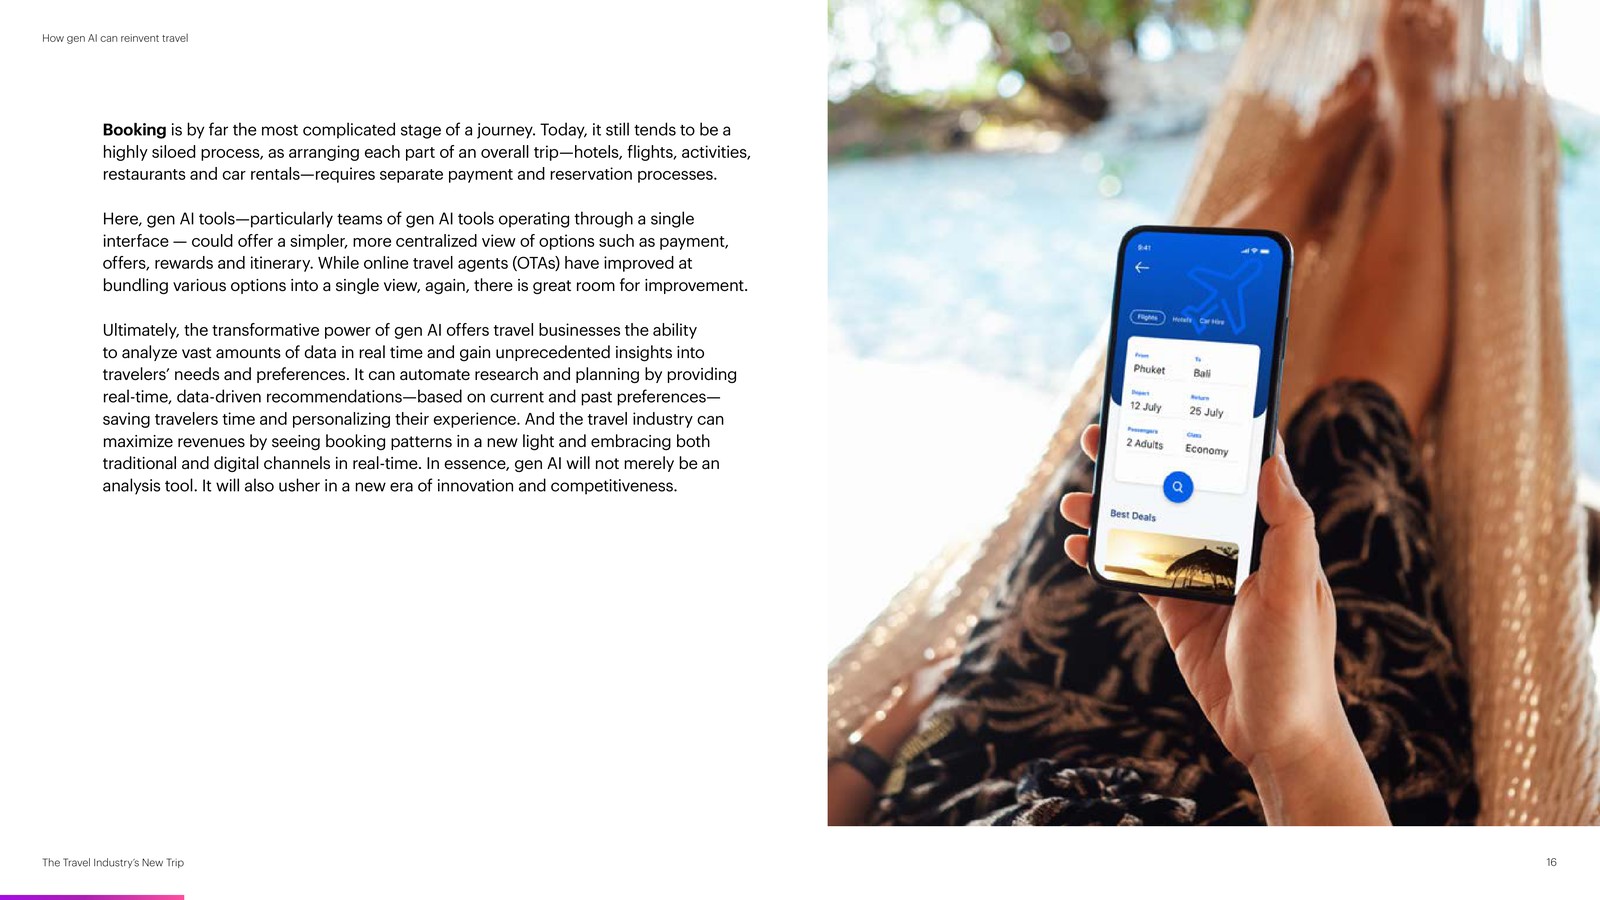 How gen AI can reinvent travel
Booking is by far the most complicated stage of a journey. Today, it still tends to be a
highly siloed process, as arranging each part of an overall trip—hotels, flights, activities,
restaurants and car rentals—requires separate payment and reservation processes.
Here, gen AI tools—particularly teams of gen AI tools operating through a single
interface — could offer a simpler, more centralized view of options such as payment,
offers, rewards and itinerary. While online travel agents (OTAs) have improved at
bundling various options into a single view, again, there is great room for improvement.
Ultimately, the transformative power of gen AI offers travel businesses the ability
to analyze vast amounts of data in real time and gain unprecedented insights into
travelers’ needs and preferences. It can automate research and planning by providing
real-time, data-driven recommendations—based on current and past preferences—
saving travelers time and personalizing their experience. And the travel industry can
maximize revenues by seeing booking patterns in a new light and embracing both
traditional and digital channels in real-time. In essence, gen AI will not merely be an
analysis tool. It will also usher in a new era of innovation and competitiveness.
9:41
Flights Hotels Car Hire
From To
Phuket Bali
Depart Return
12 July 25 July
Passengers Class
2 Adults Economy
Best Deals
The Travel Industry’s New Trip
16